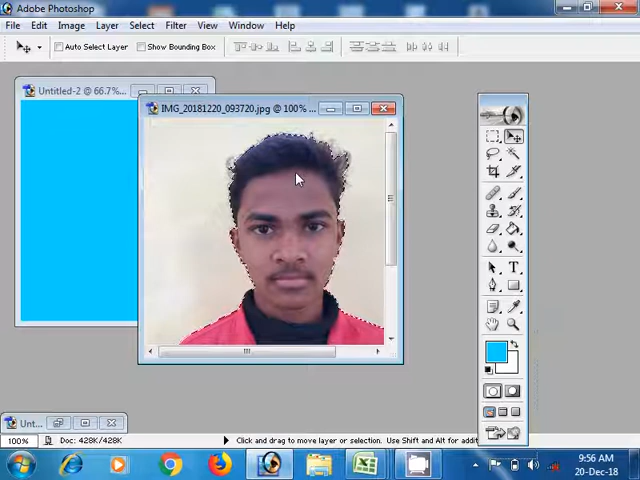 Adobe Photoshop
File Edit Image Layer Select Filter View Window Help
Auto Select Layer Show Bounding Box
Untitled-2 @ 66.7%...
IMG_20181220_093720.jpg @ 100% ...
T
Unt...
100% Doc: 428K/428K Click and drag to move layer or selection. Use Shift and Alt for addit
9:56 AM
20-Dec-18